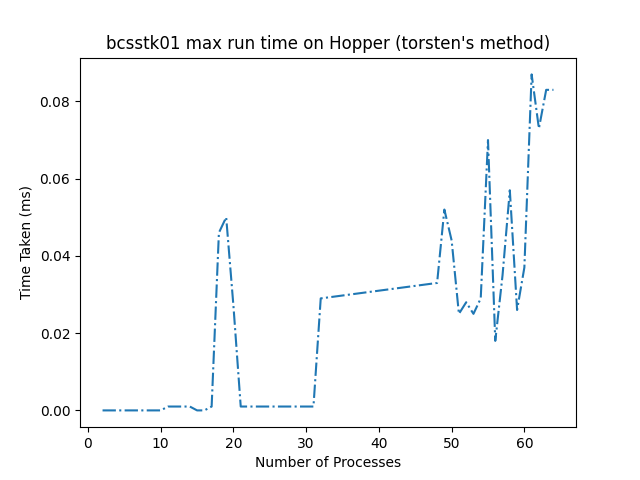 bcsstk01 max run time on Hopper (torsten's method)
0.08
0.06
0.04
0.02
0.00
Time Taken (ms)
0 10 20 30 40 50 60
Number of Processes